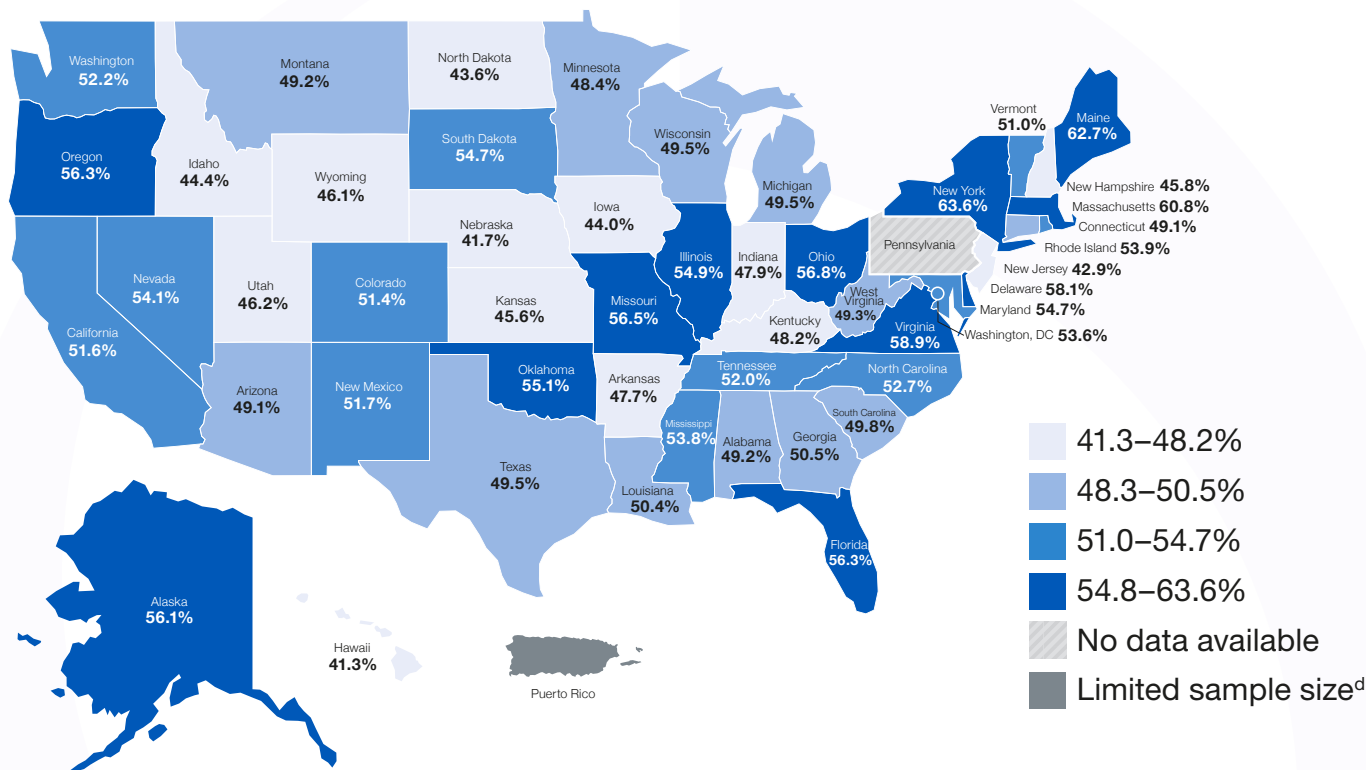 Washington
52.2%
Montana
49.2%
North Dakota
43.6%
Minnesota
48.4%
Vermont
51.0%
Maine
62.7%
Oregon
56.3%
Idaho
44.4%
Wyoming
46.1%
South Dakota
54.7%
Wisconsin
49.5%
Michigan
49.5%
New York
63.6%
New Hampshire 45.8%
Massachusetts 60.8%
Connecticut 49.1%
Rhode Island 53.9%
New Jersey 42.9%
Delaware 58.1%
Maryland 54.7%
Washington, DC 53.6%
Nebraska
41.7%
Iowa
44.0%
Pennsylvania
Nevada
54.1%
Utah
46.2%
Colorado
51.4%
Kansas
45.6%
Missouri
56.5%
Illinois
54.9%
Indiana
47.9%
Ohio
56.8%
West
Virginia
49.3%
Virginia
58.9%
Kentucky
48.2%
California
51.6%
Arizona
49.1%
New Mexico
51.7%
Oklahoma
55.1%
Arkansas
47.7%
Tennessee
52.0%
North Carolina
52.7%
South Carolina
49.8%
Mississippi
53.8%
Alabama
49.2%
Georgia
50.5%
Texas
49.5%
Louisiana
50.4%
Florida
56.3%
Alaska
56.1%
Hawaii
41.3%
Puerto Rico
41.3–48.2%
48.3–50.5%
51.0–54.7%
54.8–63.6%
No data available
Limited sample sizeᵈ